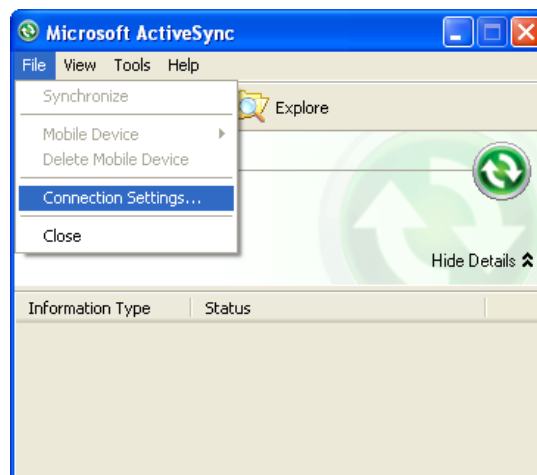 Microsoft ActiveSync
File View Tools Help
Synchronize
Explore
Mobile Device
Delete Mobile Device
Connection Settings...
Close
Hide Details
Information Type Status